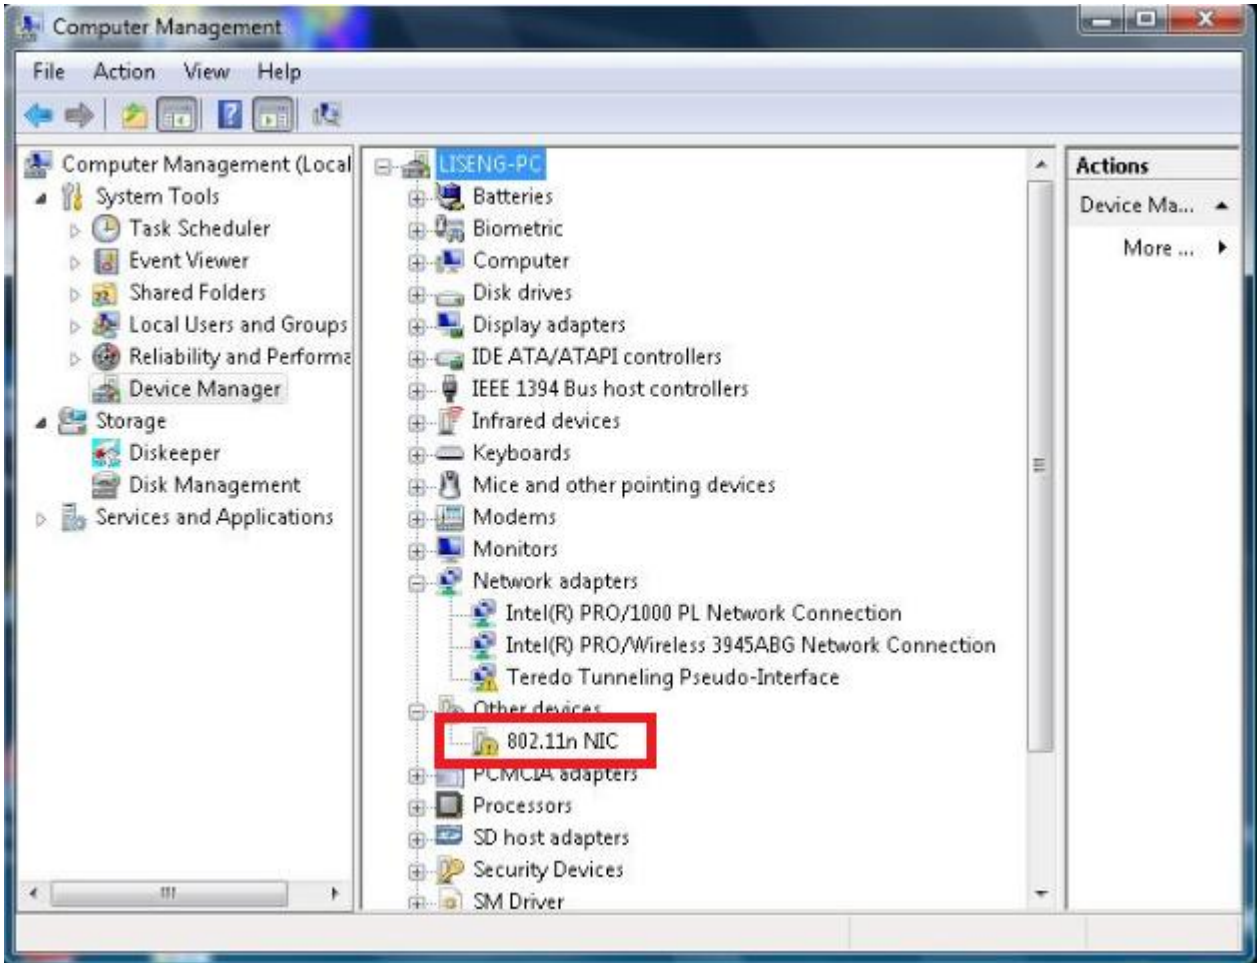 Computer Management
File Action View Help
Computer Management (Local
System Tools
Task Scheduler
Event Viewer
Shared Folders
Local Users and Groups
Reliability and Performa
Device Manager
Storage
Diskeeper
Disk Management
Services and Applications
LISENG-PC
Batteries
Biometric
Computer
Disk drives
Display adapters
IDE ATA/ATAPI controllers
IEEE 1394 Bus host controllers
Infrared devices
Keyboards
Mice and other pointing devices
Modems
Monitors
Network adapters
Intel(R) PRO/1000 PL Network Connection
Intel(R) PRO/Wireless 3945ABG Network Connection
Teredo Tunneling Pseudo-Interface
Other devices
802.11n NIC
PCMCIA adapters
Processors
SD host adapters
Security Devices
SM Driver
Actions
Device Ma...
More ...